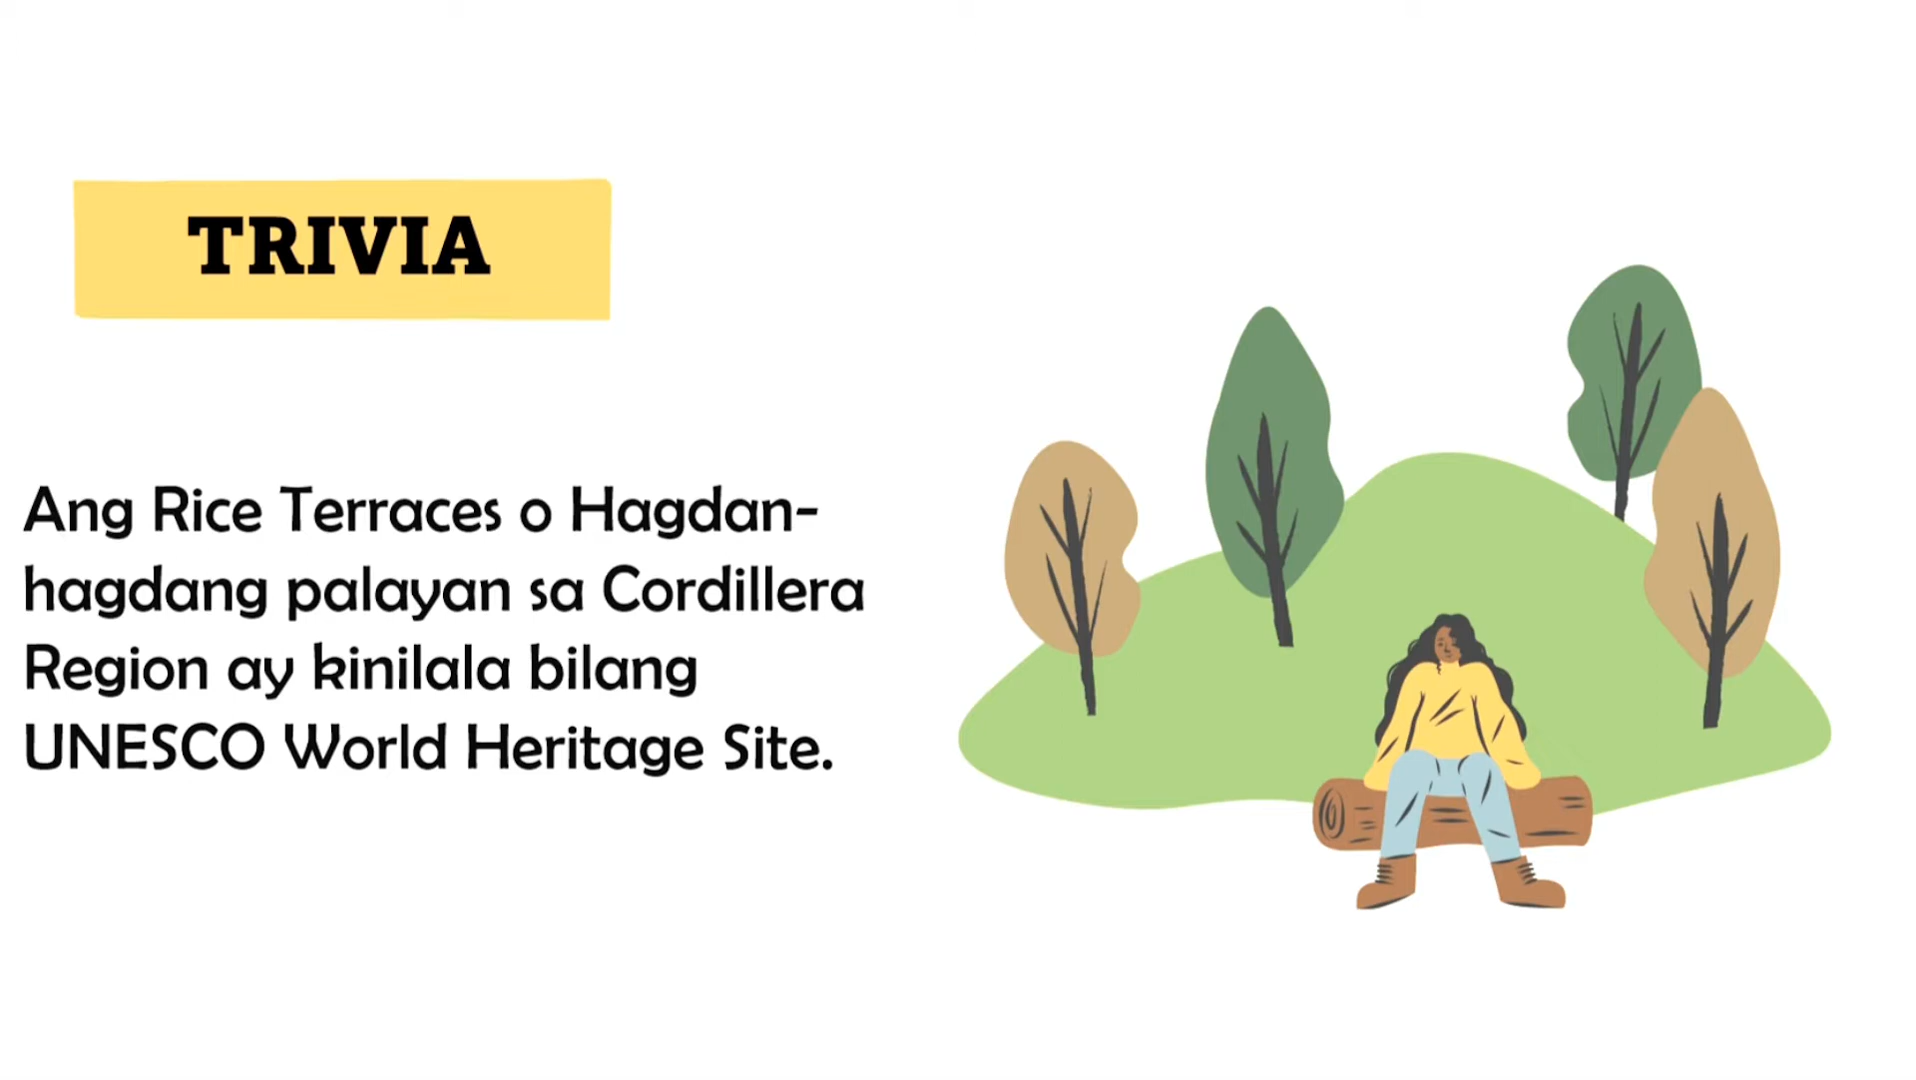 TRIVIA
Ang Rice Terraces o Hagdan-
hagdang palayan sa Cordillera
Region ay kinilala bilang
UNESCO World Heritage Site.